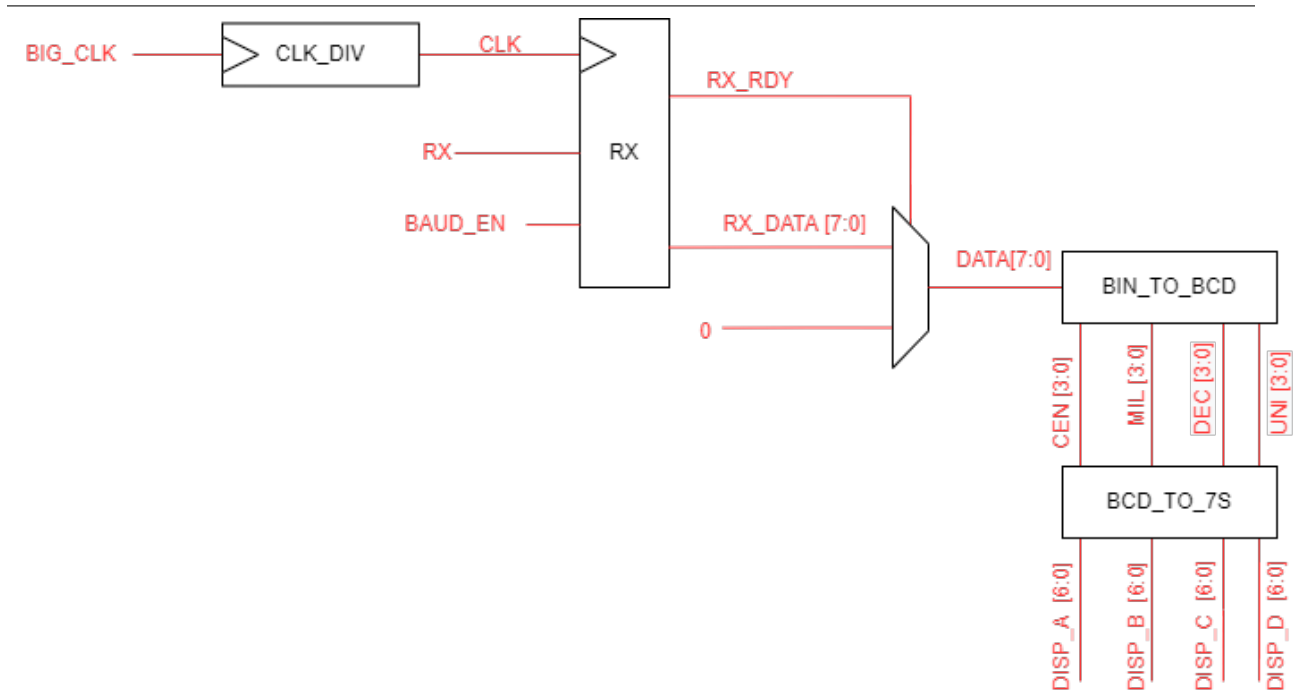 BIG_CLK
CLK_DIV
CLK
RX_RDY
RX
RX
BAUD_EN
RX_DATA [7:0]
0
DATA[7:0]
BIN_TO_BCD
CEN [3:0]
MIL [3:0]
DEC [3:0]
UNI [3:0]
BCD_TO_7S
DISP_A [6:0]
DISP_B [6:0]
DISP_C [6:0]
DISP_D [6:0]